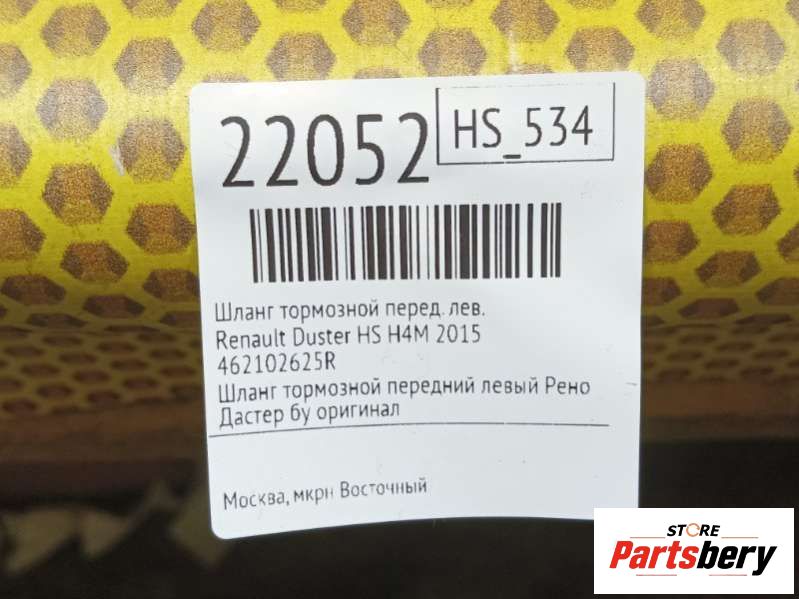 22052
HS_534
Шланг тормозной перед. лев.
Renault Duster HS H4M 2015
462102625R
Шланг тормозной передний левый Рено
Дастер бу оригинал
Москва, мкрн Восточный
STORE
Partsbery